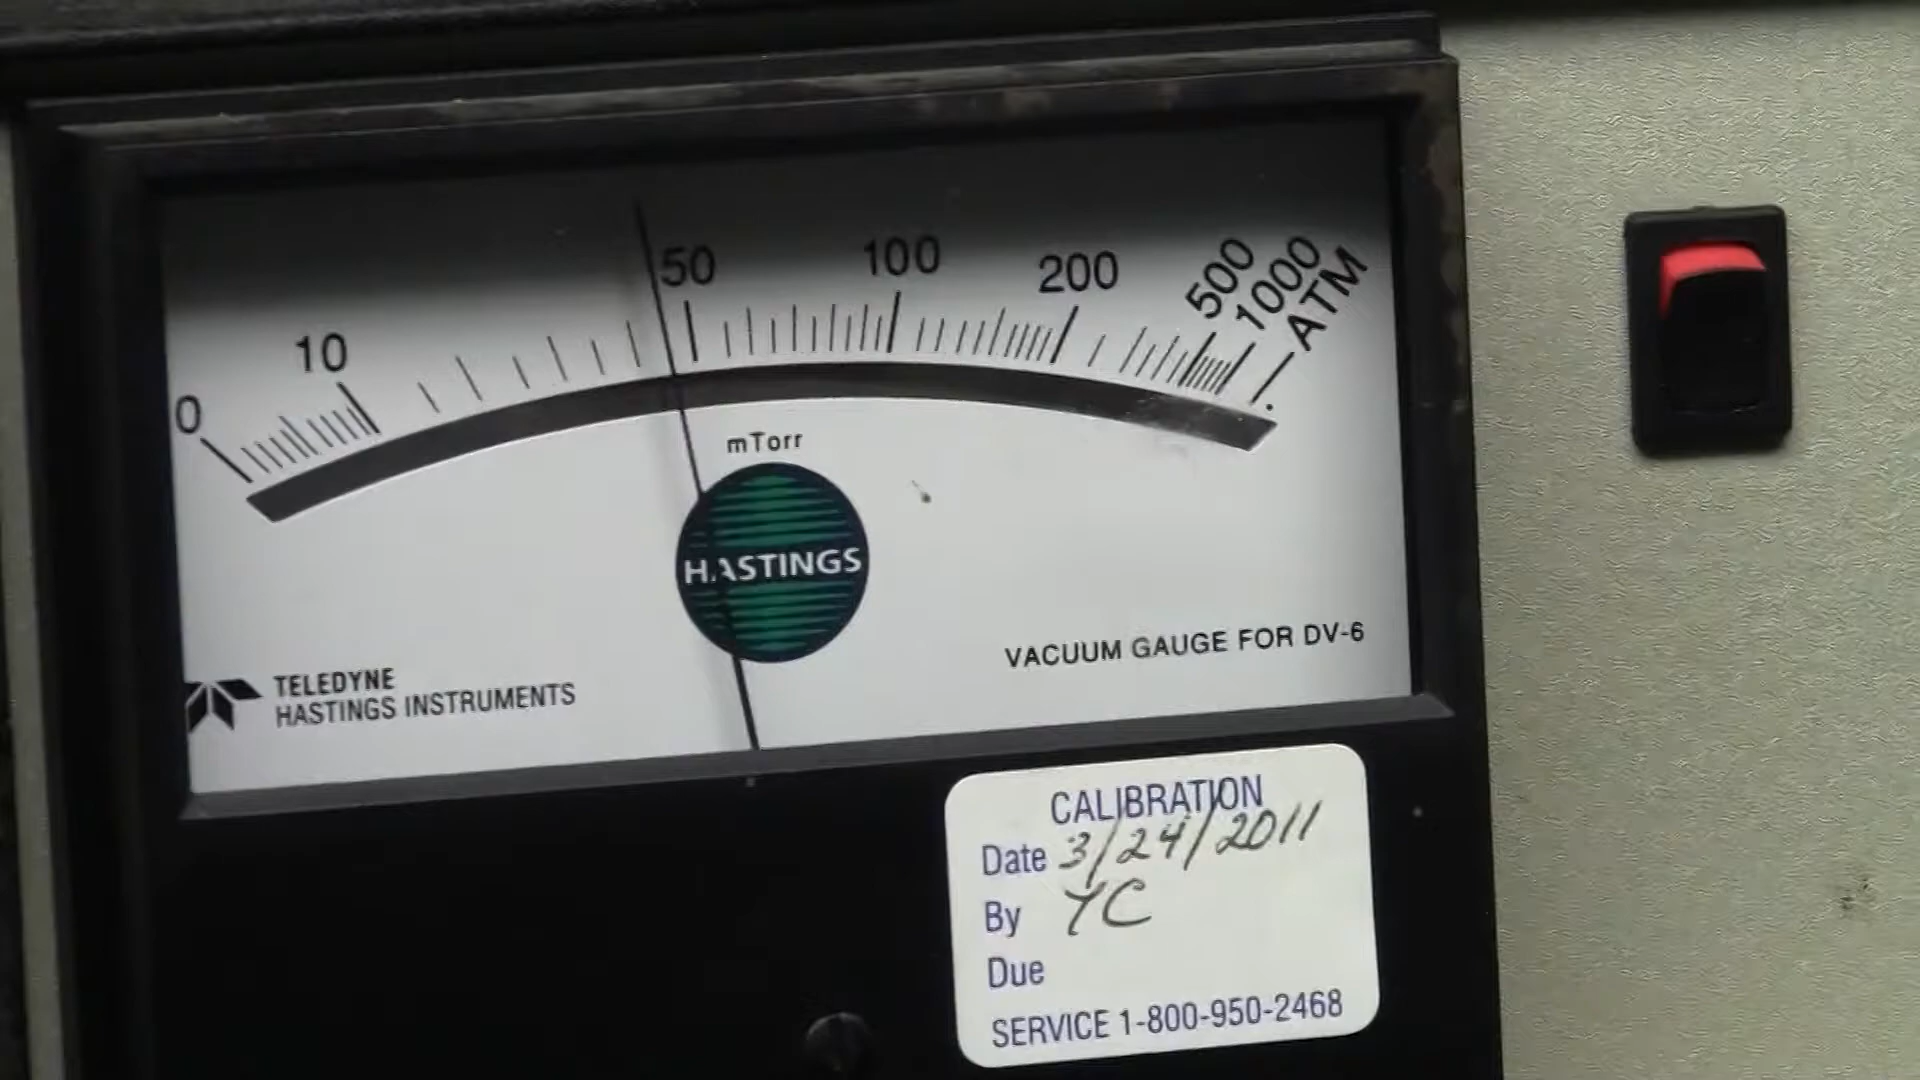 0 10 50 100 200 500 1000 ATM
mTorr
HASTINGS
VACUUM GAUGE FOR DV-6
TELEDYNE
HASTINGS INSTRUMENTS
CALIBRATION
Date 3/24/2011
By YC
Due
SERVICE 1-800-950-2468